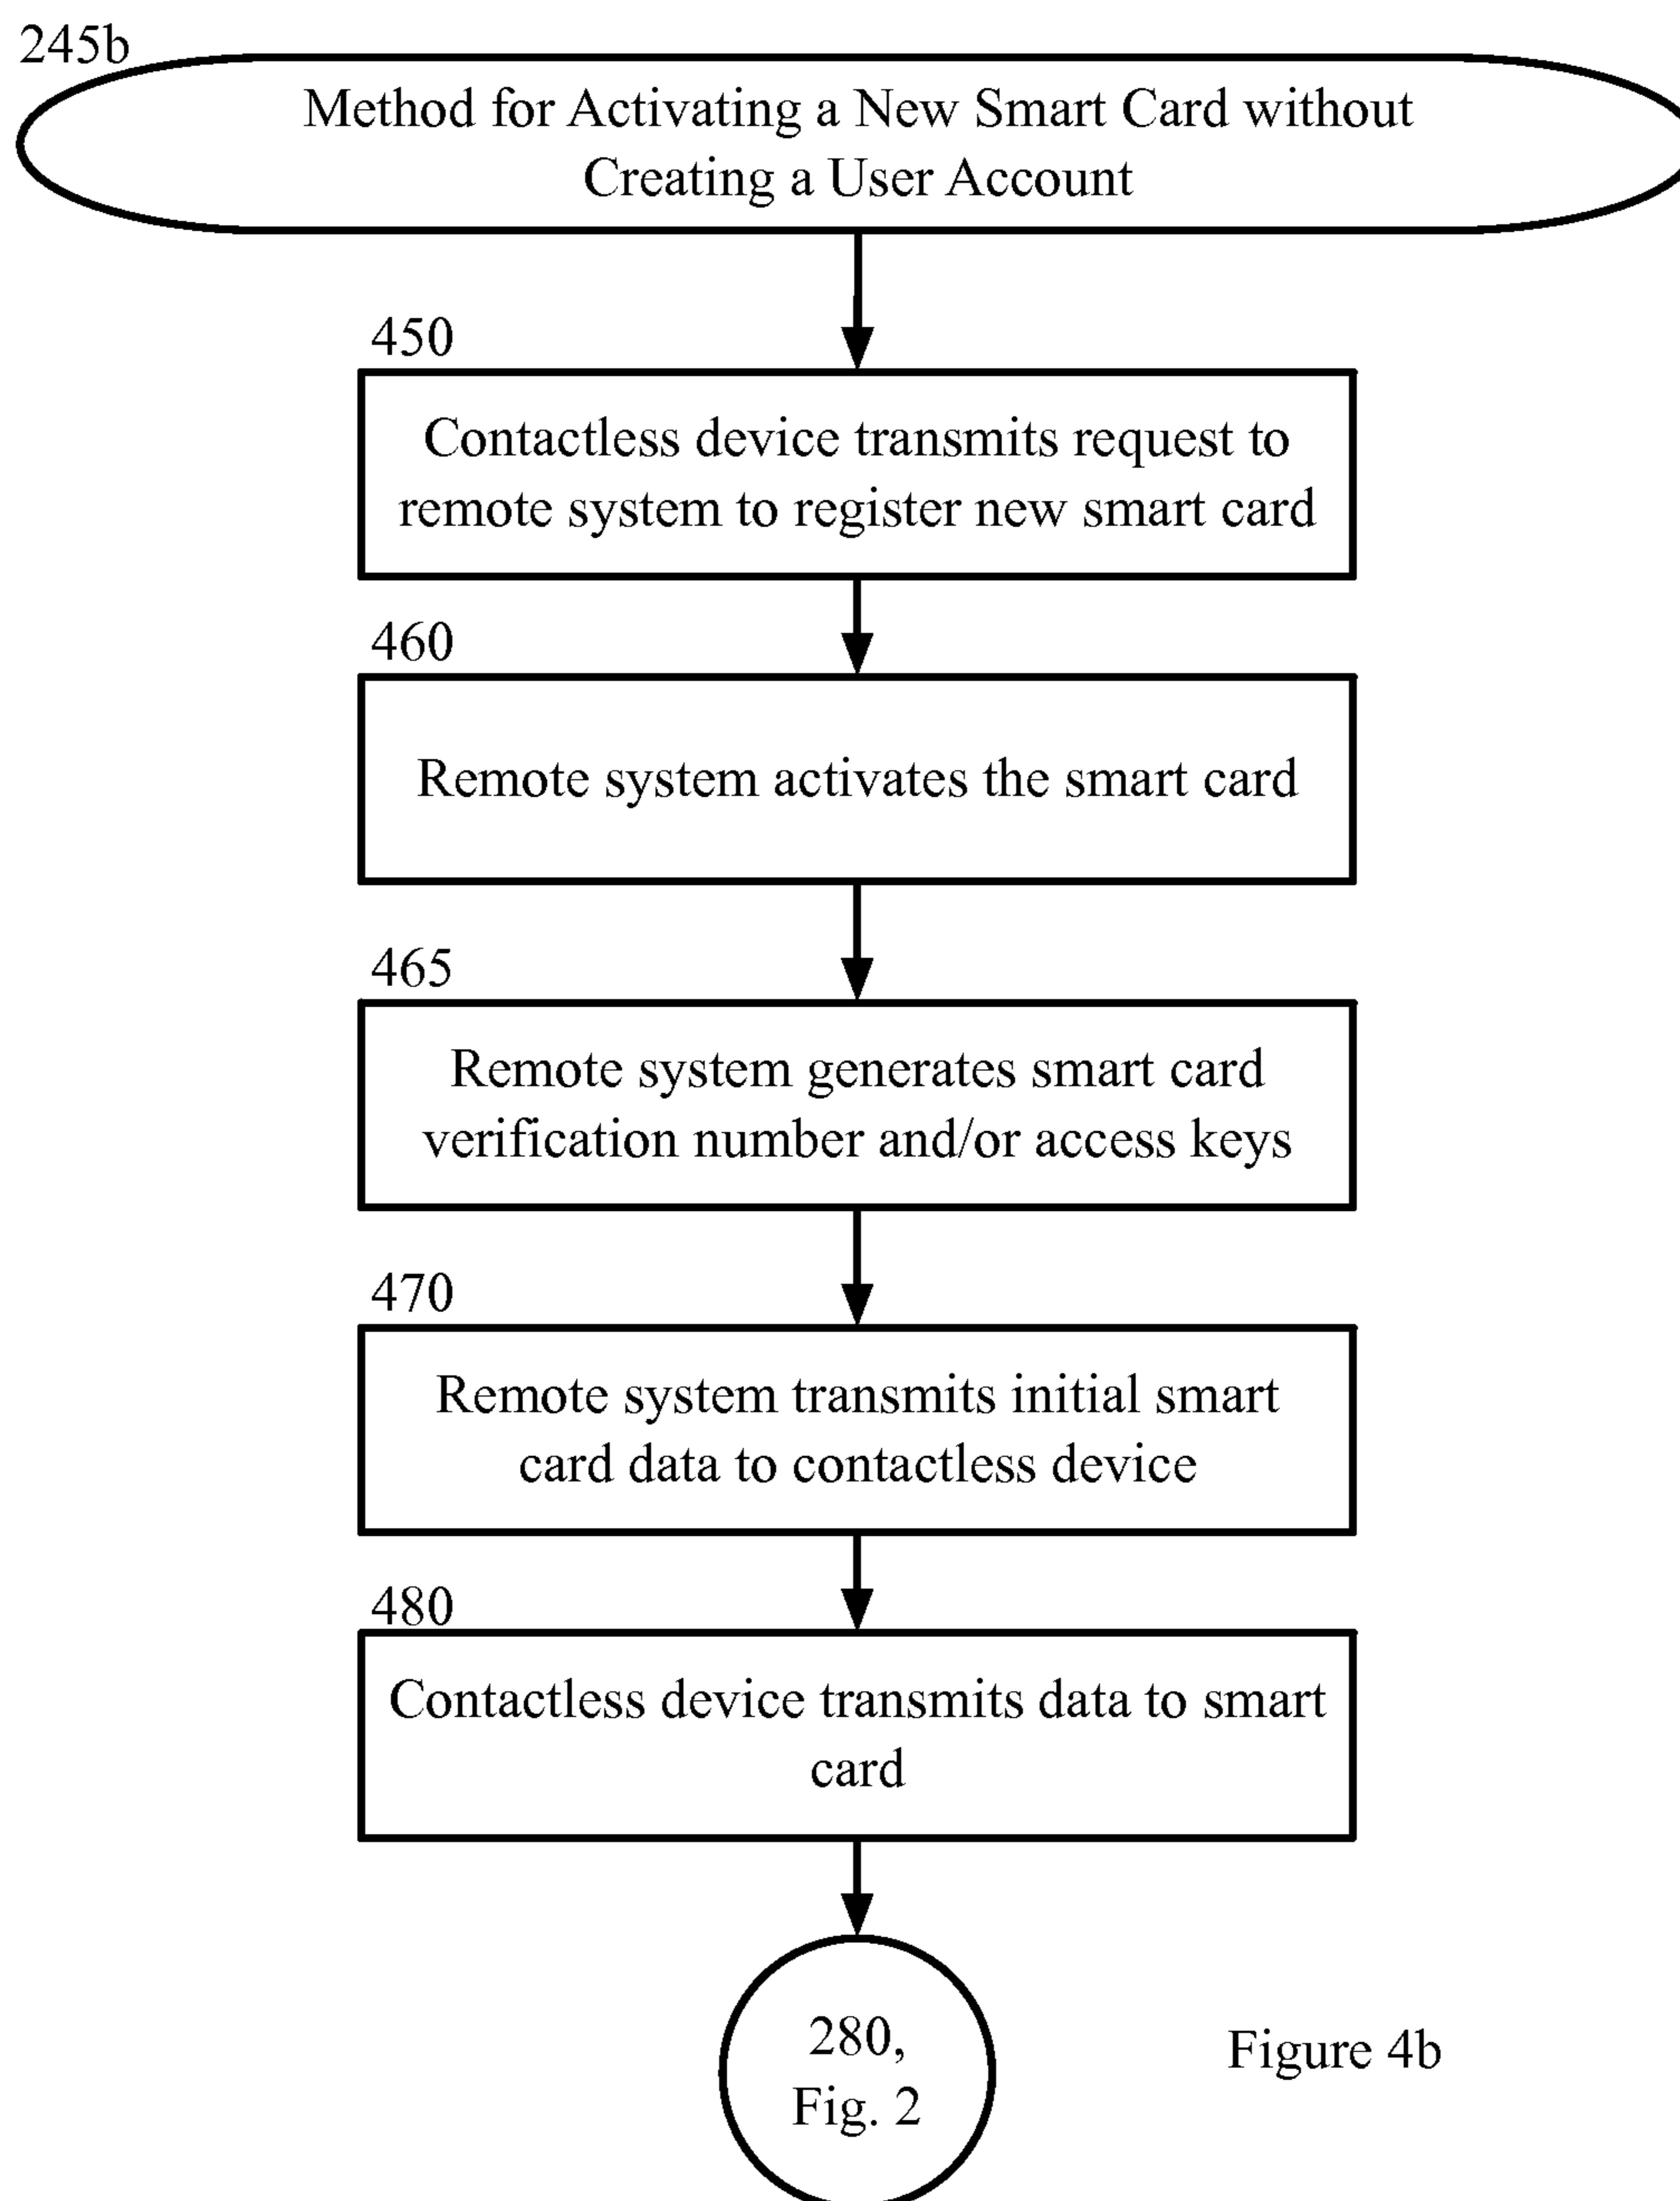 245b
Method for Activating a New Smart Card without
Creating a User Account
450
Contactless device transmits request to
remote system to register new smart card
460
Remote system activates the smart card
465
Remote system generates smart card
verification number and/or access keys
470
Remote system transmits initial smart
card data to contactless device
480
Contactless device transmits data to smart
card
280,
Fig. 2
Figure 4b